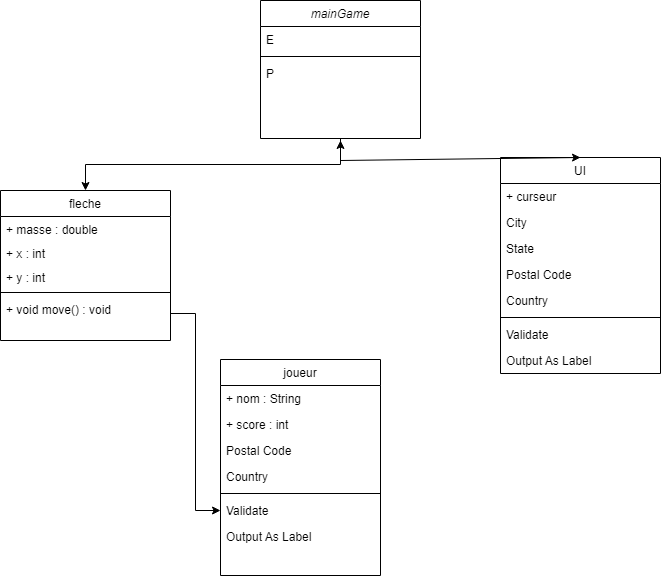 mainGame
E
P
fleche
+ masse : double
+ x : int
+ y : int
+ void move() : void
UI
+ curseur
City
State
Postal Code
Country
Validate
Output As Label
joueur
+ nom : String
+ score : int
Postal Code
Country
Validate
Output As Label